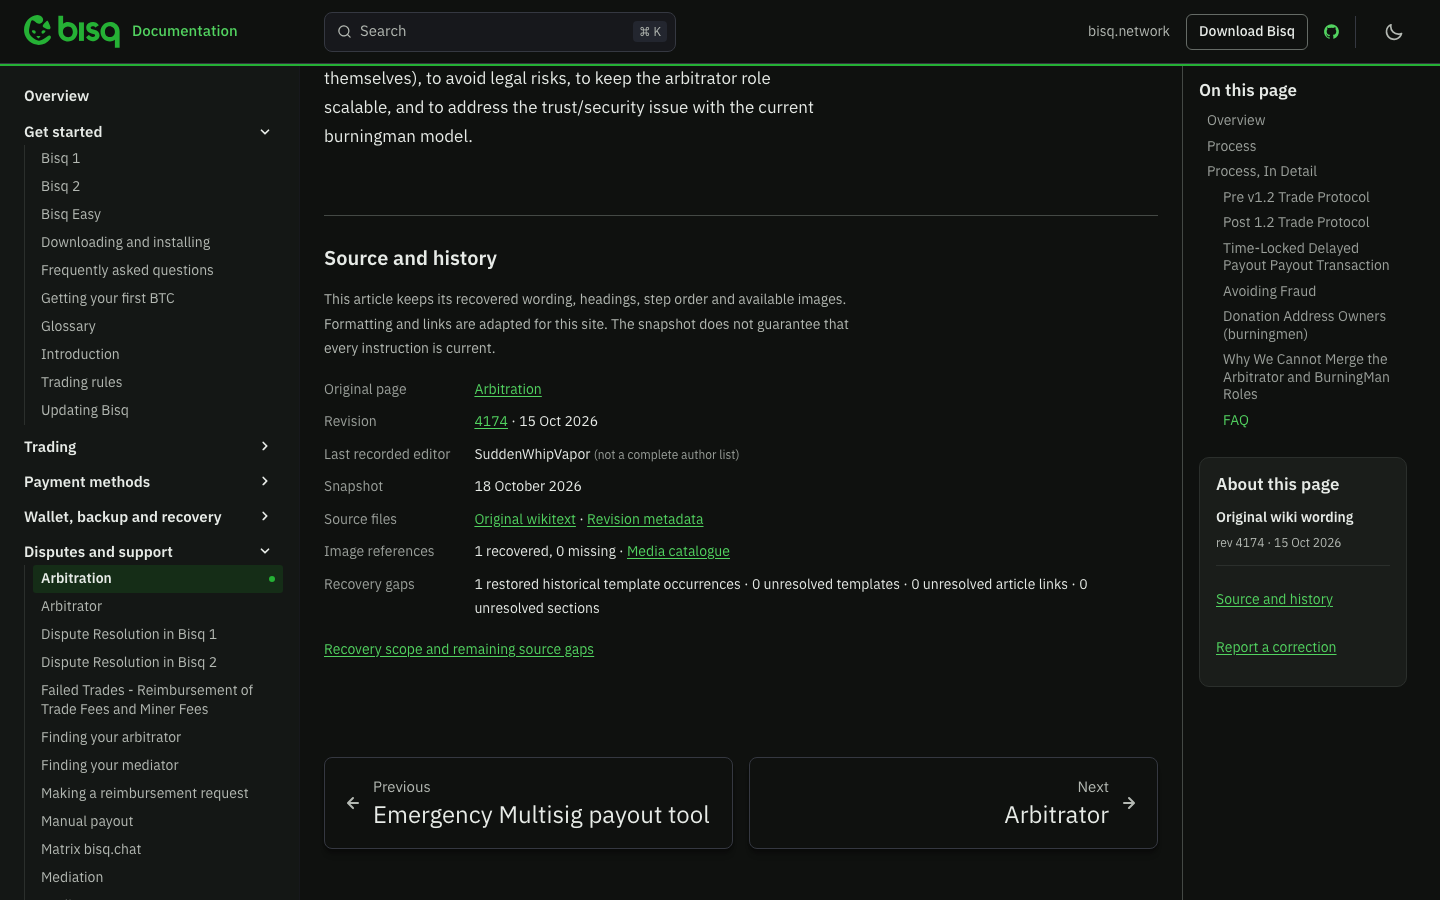 bisq Documentation
Search
⌘ K
bisq.network
Download Bisq
Overview
Get started
Bisq 1
Bisq 2
Bisq Easy
Downloading and installing
Frequently asked questions
Getting your first BTC
Glossary
Introduction
Trading rules
Updating Bisq
Trading
Payment methods
Wallet, backup and recovery
Disputes and support
Arbitration
Arbitrator
Dispute Resolution in Bisq 1
Dispute Resolution in Bisq 2
Failed Trades - Reimbursement of
Trade Fees and Miner Fees
Finding your arbitrator
Finding your mediator
Making a reimbursement request
Manual payout
Matrix bisq.chat
Mediation
themselves), to avoid legal risks, to keep the arbitrator role
scalable, and to address the trust/security issue with the current
burningman model.
Source and history
This article keeps its recovered wording, headings, step order and available images.
Formatting and links are adapted for this site. The snapshot does not guarantee that
every instruction is current.
Original page Arbitration
Revision 4174 · 15 Oct 2026
Last recorded editor SuddenWhipVapor (not a complete author list)
Snapshot 18 October 2026
Source files Original wikitext · Revision metadata
Image references 1 recovered, 0 missing · Media catalogue
Recovery gaps 1 restored historical template occurrences · 0 unresolved templates · 0 unresolved article links · 0
unresolved sections
Recovery scope and remaining source gaps
Previous
Emergency Multisig payout tool
Next
Arbitrator
On this page
Overview
Process
Process, In Detail
Pre v1.2 Trade Protocol
Post 1.2 Trade Protocol
Time-Locked Delayed
Payout Payout Transaction
Avoiding Fraud
Donation Address Owners
(burningmen)
Why We Cannot Merge the
Arbitrator and BurningMan
Roles
FAQ
About this page
Original wiki wording
rev 4174 · 15 Oct 2026
Source and history
Report a correction